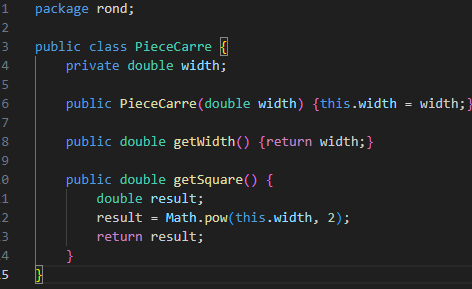 1 package rond;
2
3 public class PieceCarre {
4 private double width;
5
6 public PieceCarre(double width) {this.width = width;}
7
8 public double getWidth() {return width;}
9
0 public double getSquare() {
1 double result;
2 result = Math.pow(this.width, 2);
3 return result;
4 }
5 }